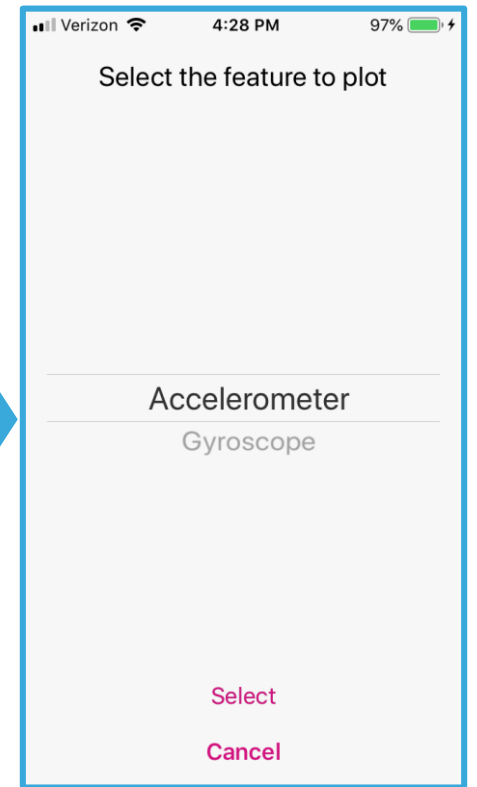 Verizon 4:28 PM 97%
Select the feature to plot
Accelerometer
Gyroscope
Select
Cancel